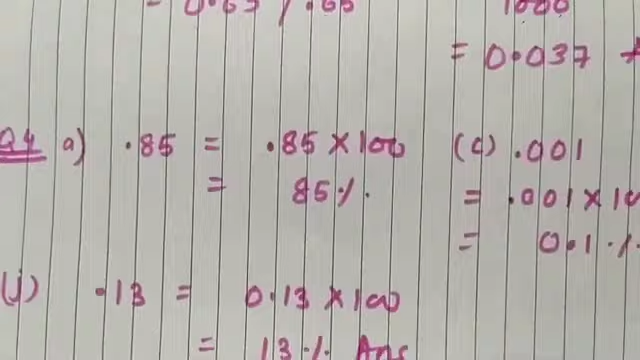 = 0.037
Q4 a) .85 = .85 × 100
= 85%.
(c) .001
= .001 × 10
= 0.1 %.
(j) .13 = 0.13 × 100
= 13 % Ans